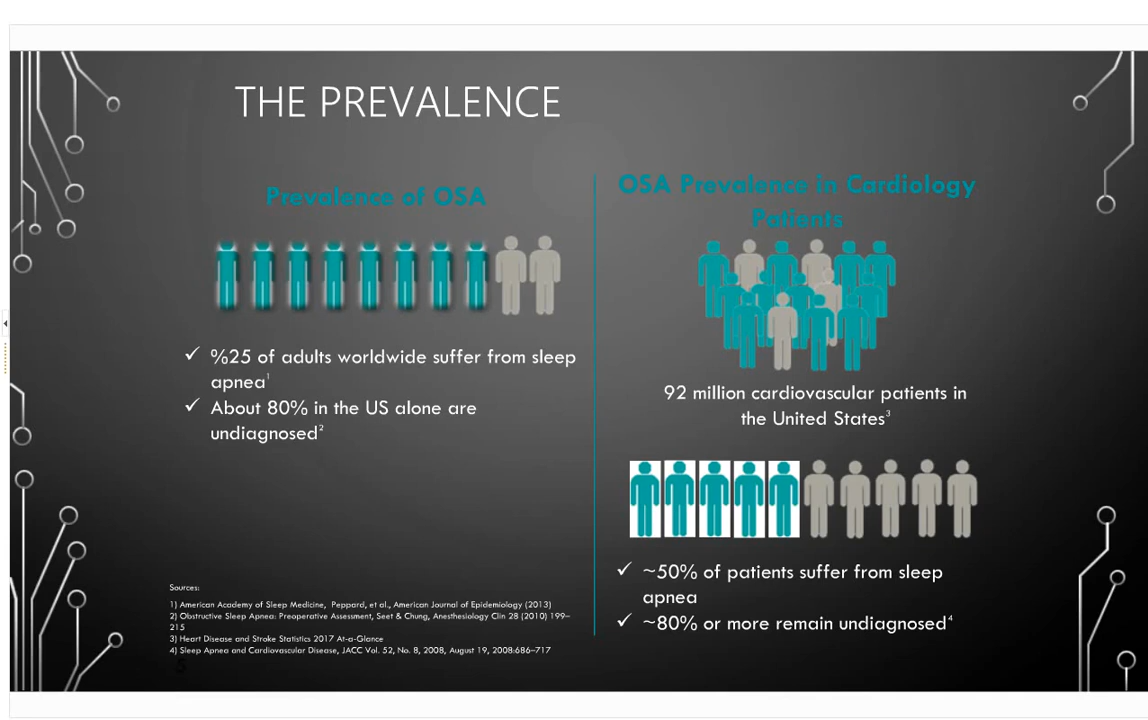 THE PREVALENCE
Prevalence of OSA
✓ %25 of adults worldwide suffer from sleep
apnea¹
✓ About 80% in the US alone are
undiagnosed²
Sources:
1) American Academy of Sleep Medicine, Peppard, et al., American Journal of Epidemiology (2013)
2) Obstructive Sleep Apnea: Preoperative Assessment, Seet & Chung, Anesthesiology Clin 28 (2010) 199–
215
3) Heart Disease and Stroke Statistics 2017 At-a-Glance
4) Sleep Apnea and Cardiovascular Disease, JACC Vol. 52, No. 8, 2008, August 19, 2008:686–717
5
OSA Prevalence in Cardiology
Patients
92 million cardiovascular patients in
the United States³
✓ ~50% of patients suffer from sleep
apnea
✓ ~80% or more remain undiagnosed⁴